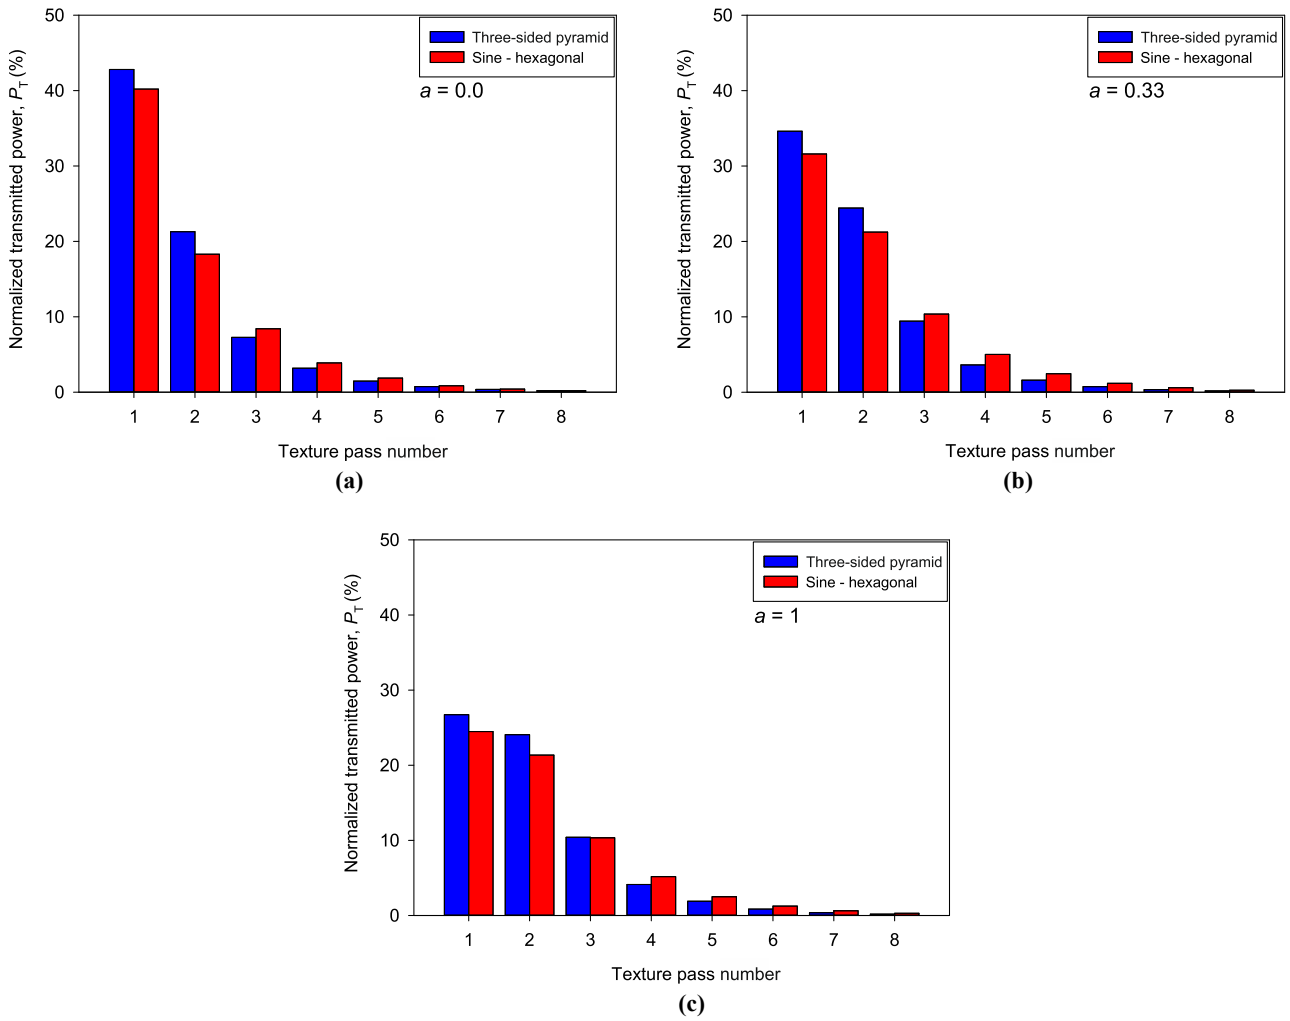 Normalized transmitted power, P_T (%)
50
40
30
20
10
0
Three-sided pyramid
Sine - hexagonal
a = 0.0
1 2 3 4 5 6 7 8
Texture pass number
(a)
Normalized transmitted power, P_T (%)
50
40
30
20
10
0
Three-sided pyramid
Sine - hexagonal
a = 0.33
1 2 3 4 5 6 7 8
Texture pass number
(b)
Normalized transmitted power, P_T (%)
50
40
30
20
10
0
Three-sided pyramid
Sine - hexagonal
a = 1
1 2 3 4 5 6 7 8
Texture pass number
(c)